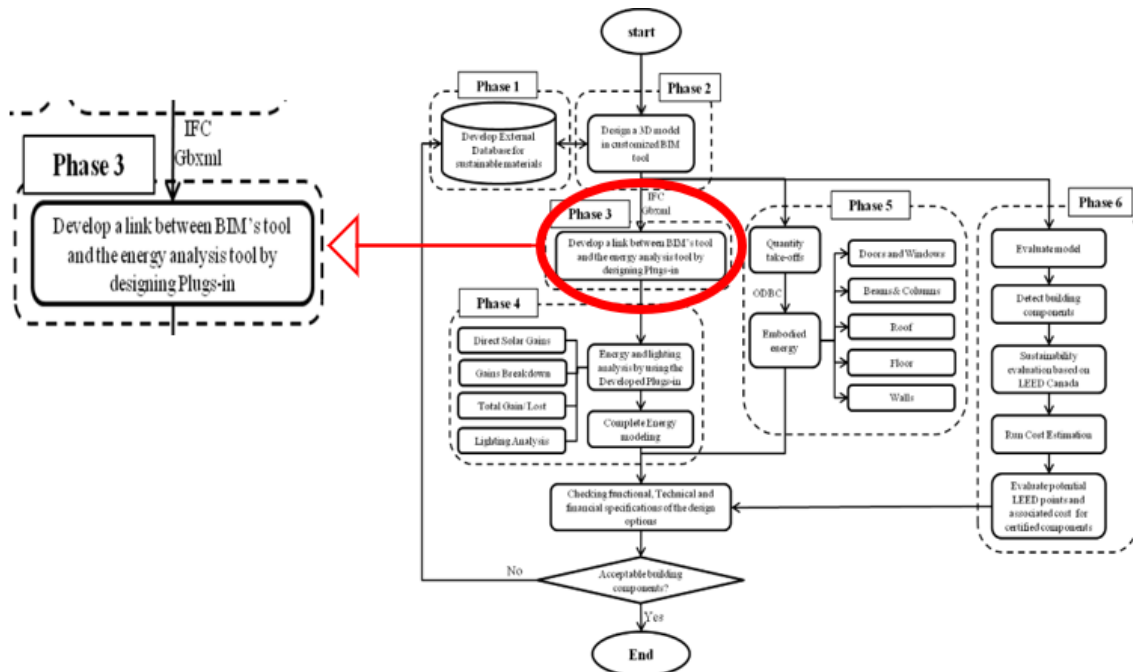 start
Phase 1
Phase 2
Develop External
Database for
sustainable materials
Design a 3D model
in customized BIM
tool
IFC
Gbxml
Phase 3
Develop a link between BIM's tool
and the energy analysis tool by
designing Plugs-in
IFC
Gbxml
Phase 3
Develop a link between BIM's tool
and the energy analysis tool by
designing Plugs-in
Phase 4
Direct Solar Gains
Gains Breakdown
Total Gain/Lost
Lighting Analysis
Energy and lighting
analysis by using the
Developed Plugs-in
Complete Energy
modeling
Phase 5
Quantify
take-offs
ODBC
Embodied
energy
Doors and Windows
Beams & Columns
Roof
Floor
Walls
Phase 6
Evaluate model
Detect building
components
Sustainability
evaluation based on
LEED Canada
Run Cost Estimation
Evaluate potential
LEED points and
associated cost for
certified components
Checking functional, Technical and
financial specifications of the design
options
No
Acceptable building
components?
Yes
End